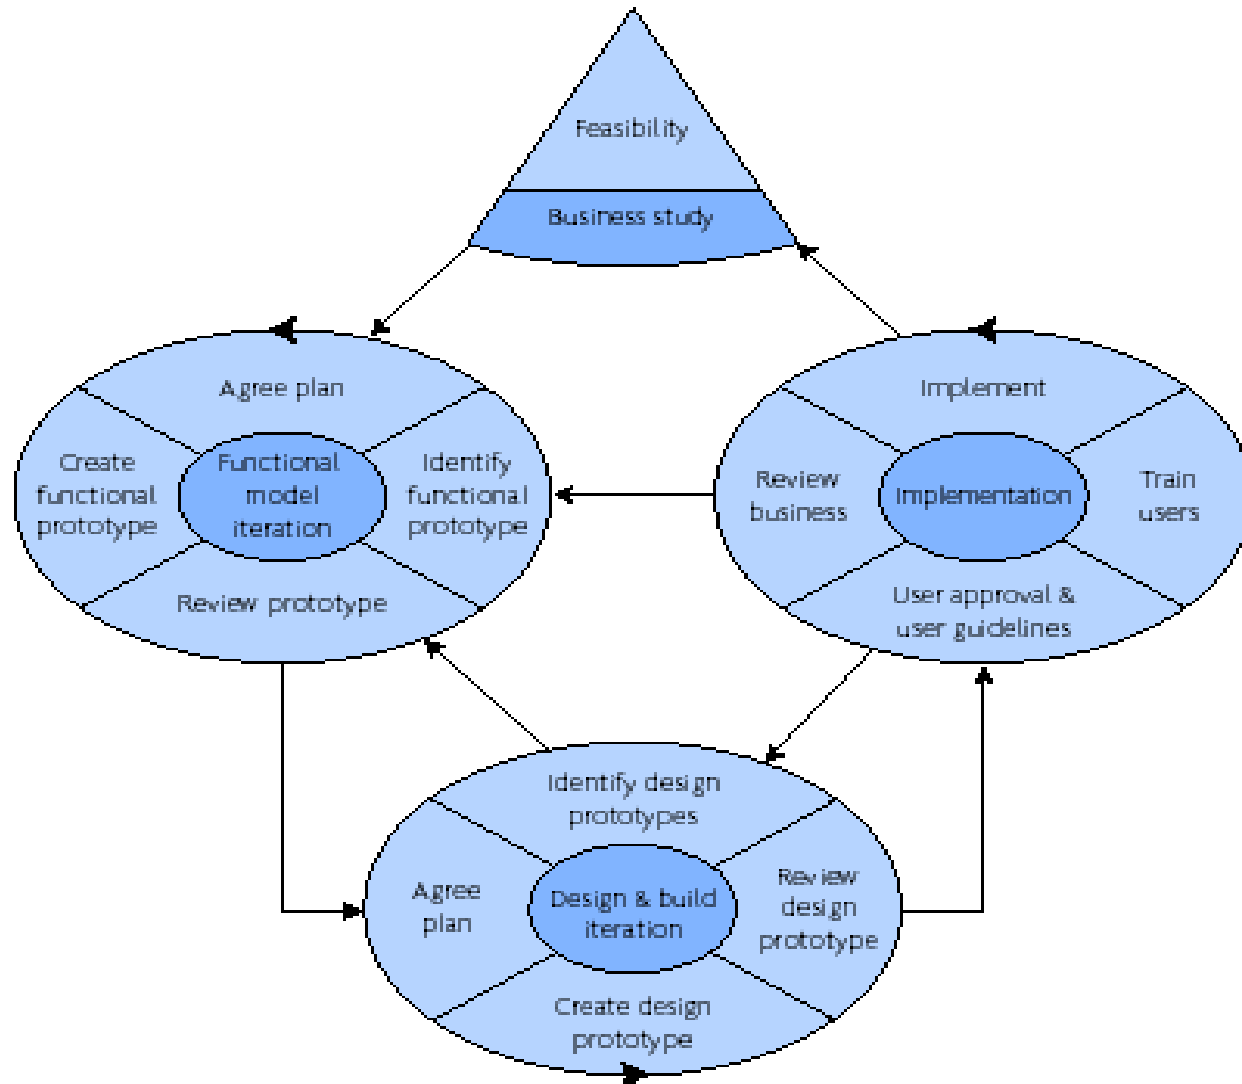 Feasibility
Business study
Agree plan
Create
functional
prototype
Functional
model
iteration
Identify
functional
prototype
Review prototype
Implement
Review
business
Implementation
Train
users
User approval &
user guidelines
Identify design
prototypes
Agree
plan
Design & build
iteration
Review
design
prototype
Create design
prototype